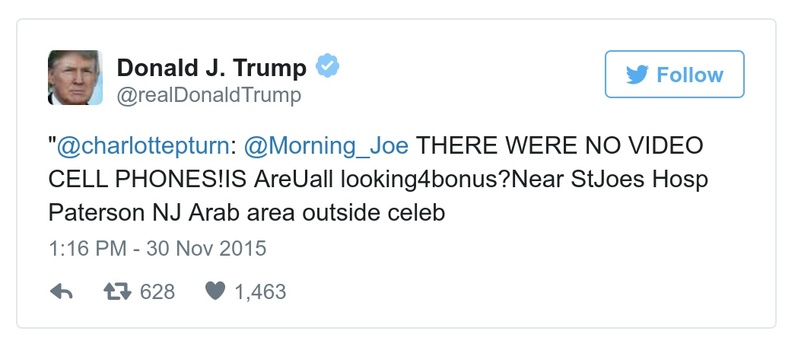 Donald J. Trump
@realDonaldTrump
Follow
"@charlottepturn: @Morning_Joe THERE WERE NO VIDEO
CELL PHONES!IS AreUall looking4bonus?Near StJoes Hosp
Paterson NJ Arab area outside celeb
1:16 PM - 30 Nov 2015
628 1,463